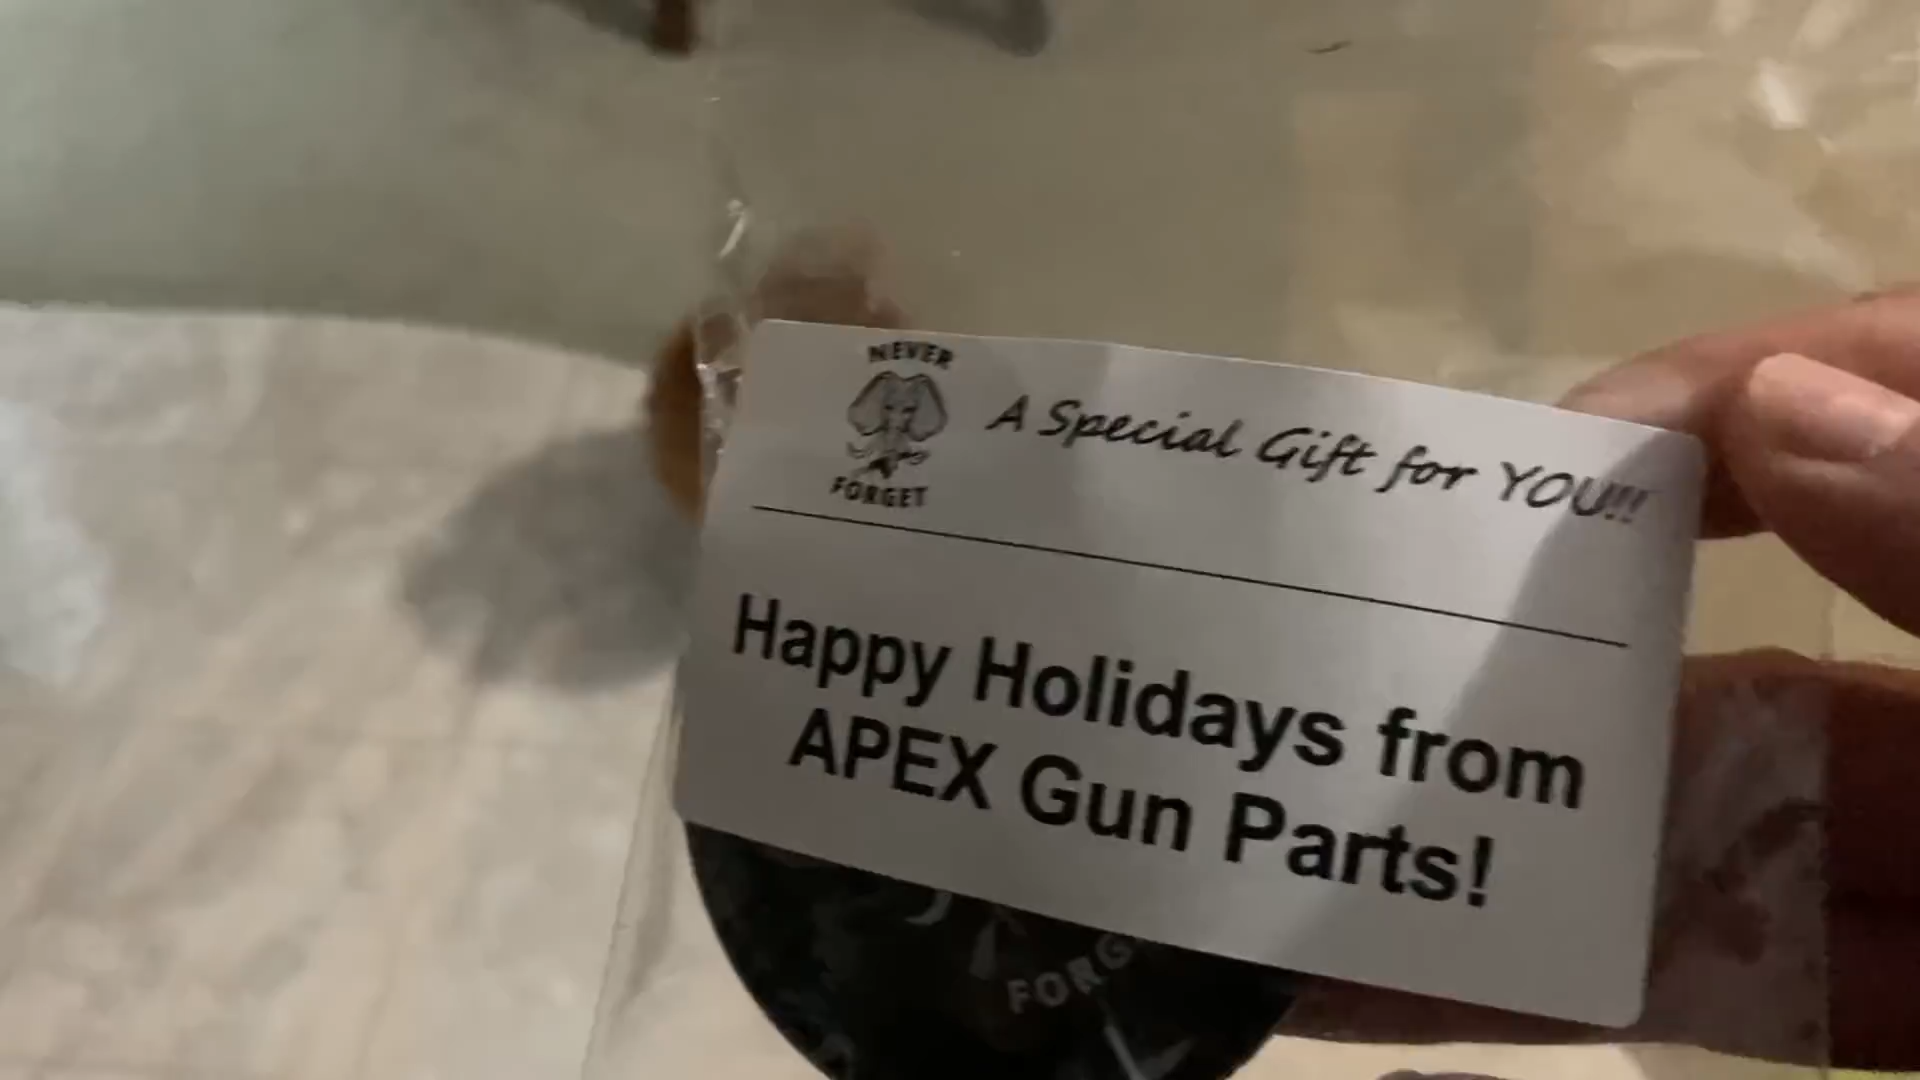 NEVER
FORGET
A Special Gift for YOU!!!
Happy Holidays from
APEX Gun Parts!